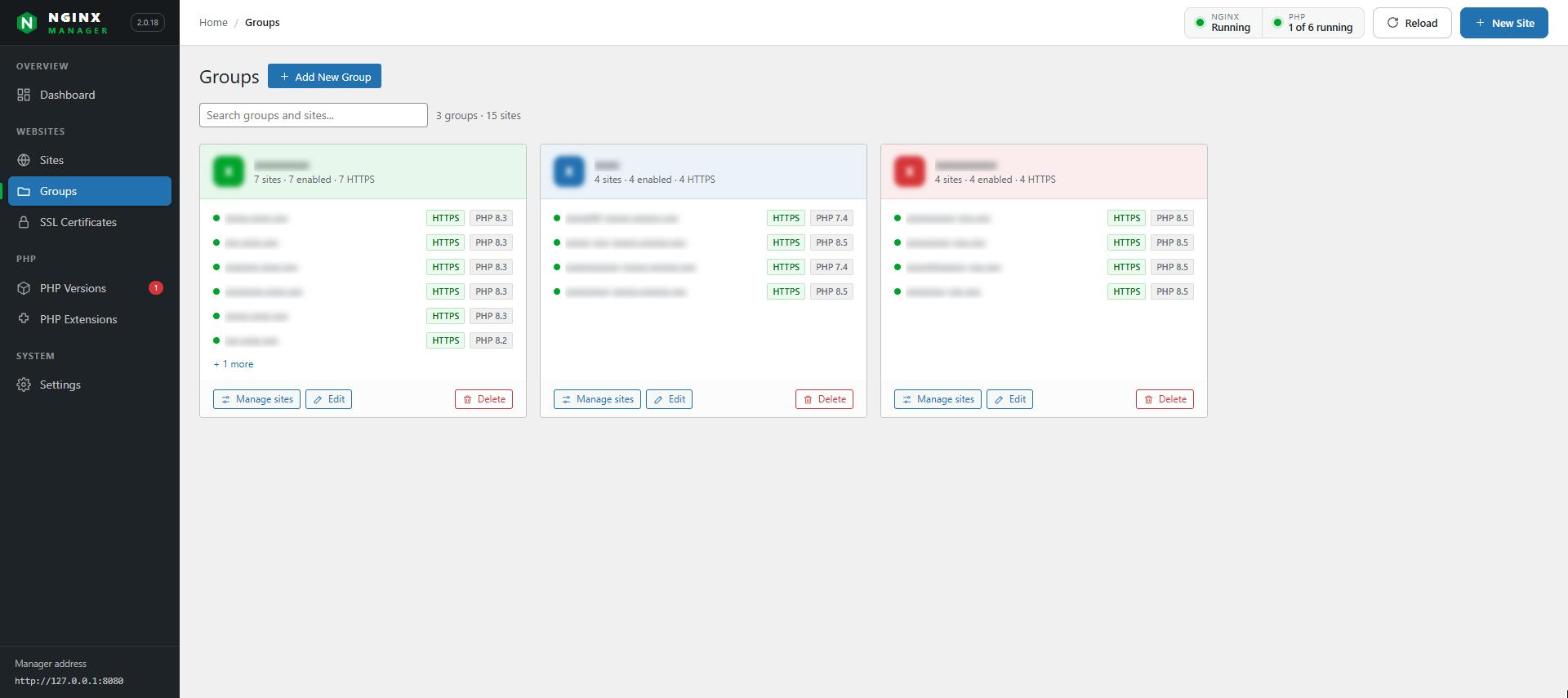 NGINX
MANAGER
2.0.18
OVERVIEW
Dashboard
WEBSITES
Sites
Groups
SSL Certificates
PHP
PHP Versions 1
PHP Extensions
SYSTEM
Settings
Manager address
http://127.0.0.1:8080
Home / Groups
NGINX
Running
PHP
1 of 6 running
Reload
+ New Site
Groups
+ Add New Group
Search groups and sites...
3 groups · 15 sites
7 sites · 7 enabled · 7 HTTPS
HTTPS PHP 8.3
HTTPS PHP 8.3
HTTPS PHP 8.3
HTTPS PHP 8.3
HTTPS PHP 8.3
HTTPS PHP 8.2
+ 1 more
Manage sites Edit Delete
4 sites · 4 enabled · 4 HTTPS
HTTPS PHP 7.4
HTTPS PHP 8.5
HTTPS PHP 7.4
HTTPS PHP 8.5
Manage sites Edit Delete
4 sites · 4 enabled · 4 HTTPS
HTTPS PHP 8.5
HTTPS PHP 8.5
HTTPS PHP 8.5
HTTPS PHP 8.5
Manage sites Edit Delete